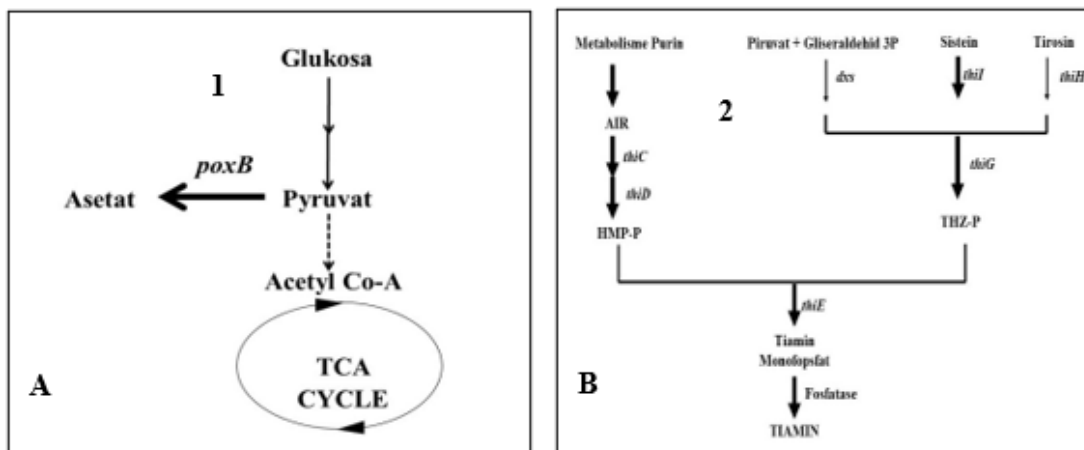 1
Glukosa
poxB
Asetat
Pyruvat
Acetyl Co-A
TCA
CYCLE
A
Metabolisme Purin
Piruvat + Gliseraldehid 3P
Sistein
Tirosin
dxs
thiI
thiH
2
AIR
thiC
thiG
thiD
HMP-P
THZ-P
thiE
Tiamin
Monofopsfat
B
Fosfatase
TIAMIN